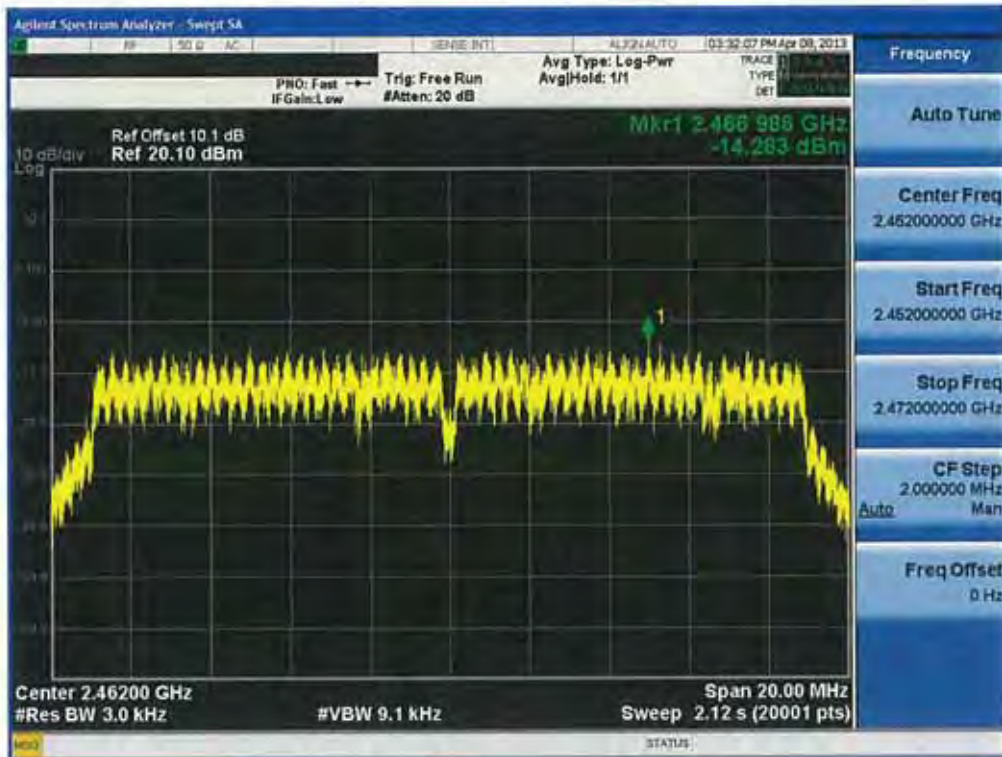 Agilent Spectrum Analyzer - Swept SA
RF 50 Ω AC SENSE:INT ALIGN AUTO 03:32:07 PM Apr 08, 2013
Frequency
PNO: Fast
IFGain:Low
Trig: Free Run
#Atten: 20 dB
Avg Type: Log-Pwr
Avg|Hold: 1/1
TRACE
TYPE
DET
Auto Tune
Ref Offset 10.1 dB
10 dB/div Ref 20.10 dBm
Log
Mkr1 2.466 986 GHz
-14.283 dBm
1
Center Freq
2.462000000 GHz
Start Freq
2.452000000 GHz
Stop Freq
2.472000000 GHz
CF Step
2.000000 MHz
Auto Man
Freq Offset
0 Hz
Center 2.46200 GHz
Span 20.00 MHz
#Res BW 3.0 kHz
#VBW 9.1 kHz
Sweep 2.12 s (20001 pts)
MSG
STATUS